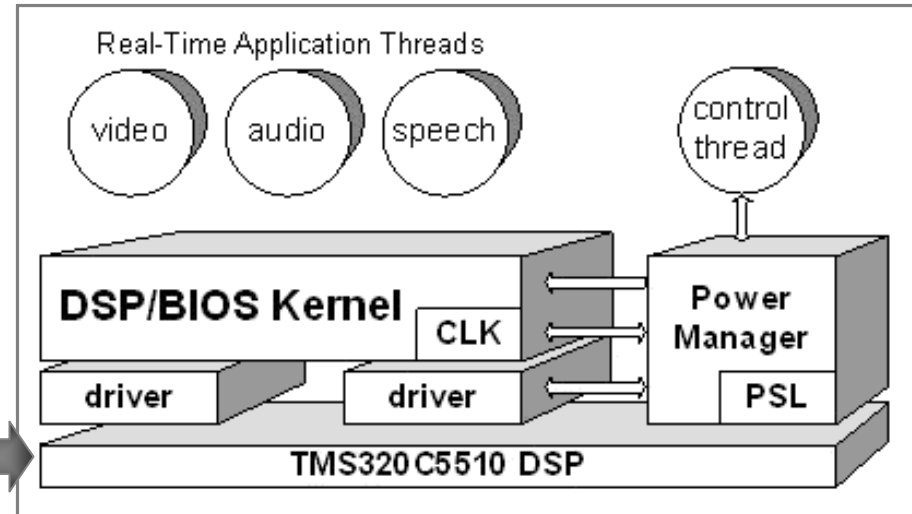 Real-Time Application Threads
video
audio
speech
control
thread
DSP/BIOS Kernel
CLK
Power
Manager
PSL
driver
driver
TMS320C5510 DSP